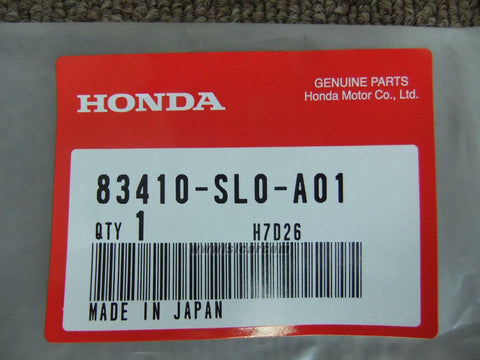 GENUINE PARTS
HONDA
Honda Motor Co., Ltd.
83410-SL0-A01
QTY 1 H7D26
MADE IN JAPAN